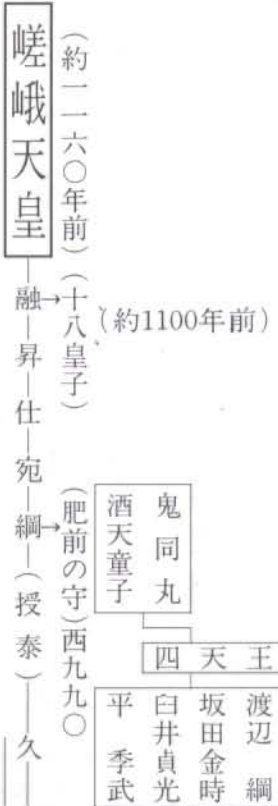 嵯峨天皇
(約一一六〇年前)
融―昇―仕―宛―綱―(授 泰)―久
→(十八皇子)
(約1100年前)
→(肥前の守)西九九〇
鬼同丸
酒天童子
四天王
渡辺 綱
坂田金時
臼井貞光
平 季武